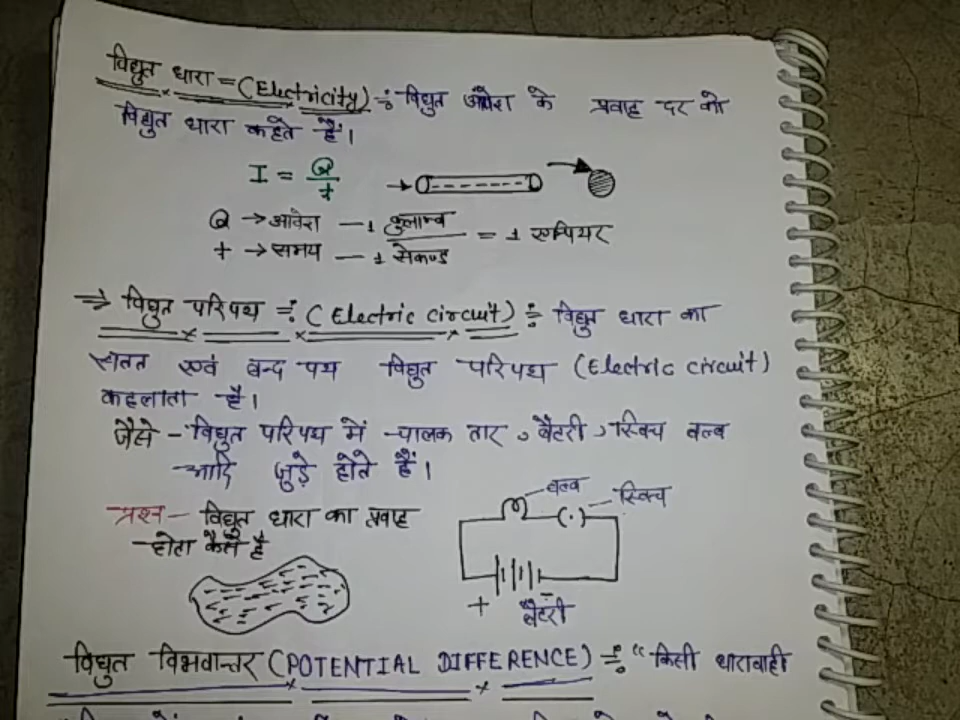 विद्युत धारा = (Electricity) ÷ विद्युत आवेश के प्रवाह दर को
विद्युत धारा कहते हैं।
I = Q/t
Q → आवेश — 1 कुलाम्ब
t → समय — 1 सेकण्ड = 1 एम्पियर
⇒ विद्युत परिपथ ÷ (Electric circuit) ÷ विद्युत धारा का
सतत एवं बन्द पथ विद्युत परिपथ (Electric circuit)
कहलाता है।
जैसे - विद्युत परिपथ में चालक तार, बैटरी, स्विच बल्ब
आदि जुड़े होते हैं।
बल्ब स्विच
प्रश्न - विद्युत धारा का प्रवाह
होता कैसे है
+ - बैटरी
विद्युत विभवान्तर (POTENTIAL DIFFERENCE) ÷ "किसी धारावाही